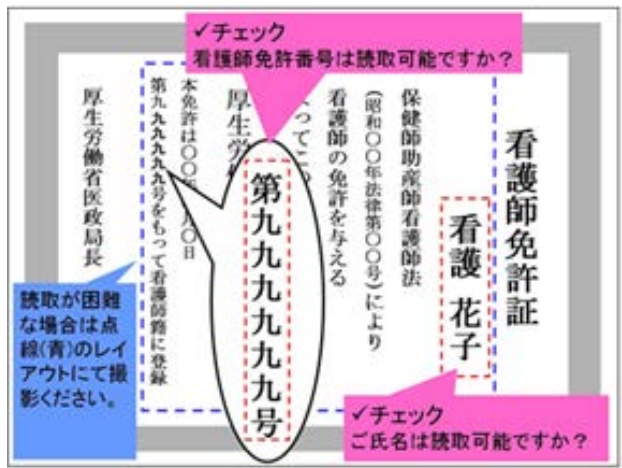 ✓チェック
看護師免許番号は読取可能ですか？
看護師免許証
看護 花子
保健師助産師看護師法
(昭和〇〇年法律第〇〇号)により
看護師の免許を与える
ってこの
厚生労
第九九九九九九号
本免許は〇〇年
〇日
第九九九九九九号をもって看護師籍に登録
厚生労働省医政局長
読取が困難
な場合は点
線(青)のレイ
アウトにて撮
影ください。
✓チェック
ご氏名は読取可能ですか？